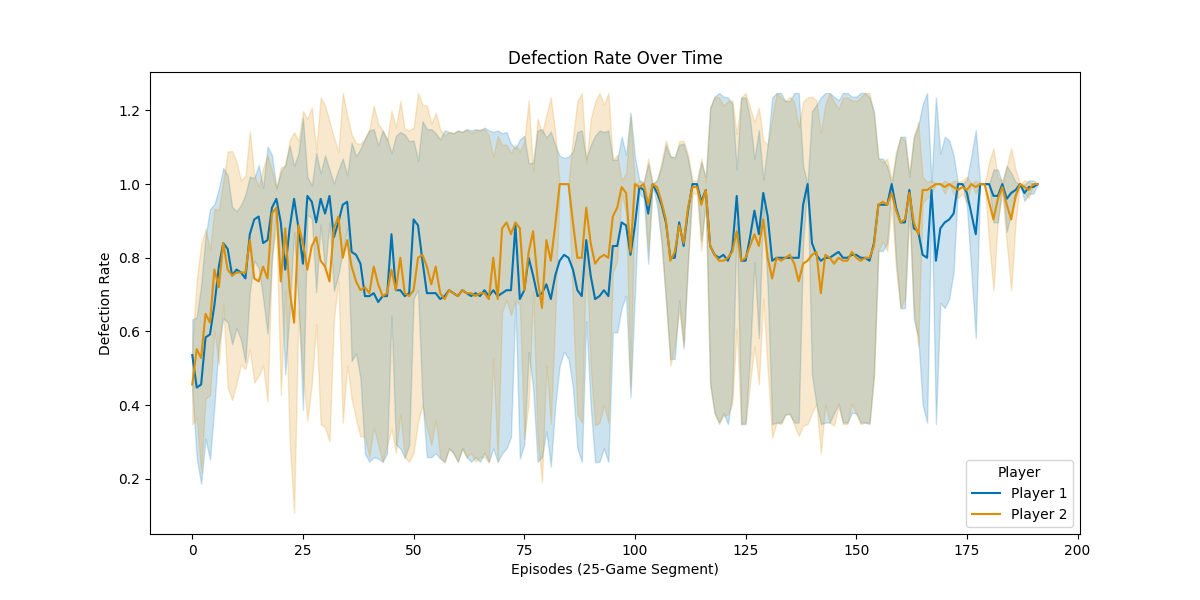 Defection Rate Over Time
Defection Rate
1.2
1.0
0.8
0.6
0.4
0.2
0
25
50
75
100
125
150
175
200
Episodes (25-Game Segment)
Player
Player 1
Player 2